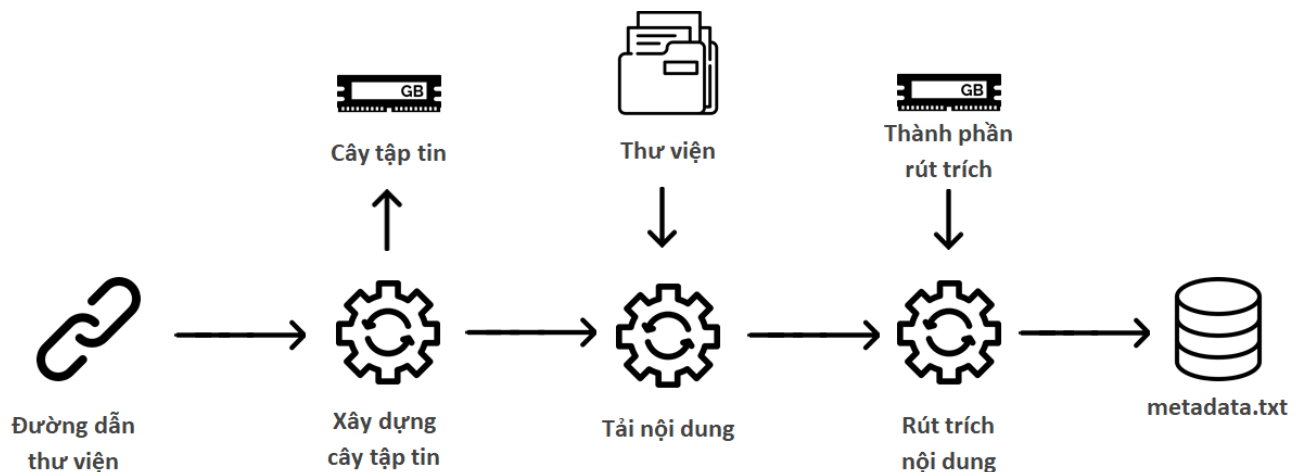 GB
Cây tập tin
Thư viện
GB
Thành phần
rút trích
Đường dẫn
thư viện
Xây dựng
cây tập tin
Tải nội dung
Rút trích
nội dung
metadata.txt